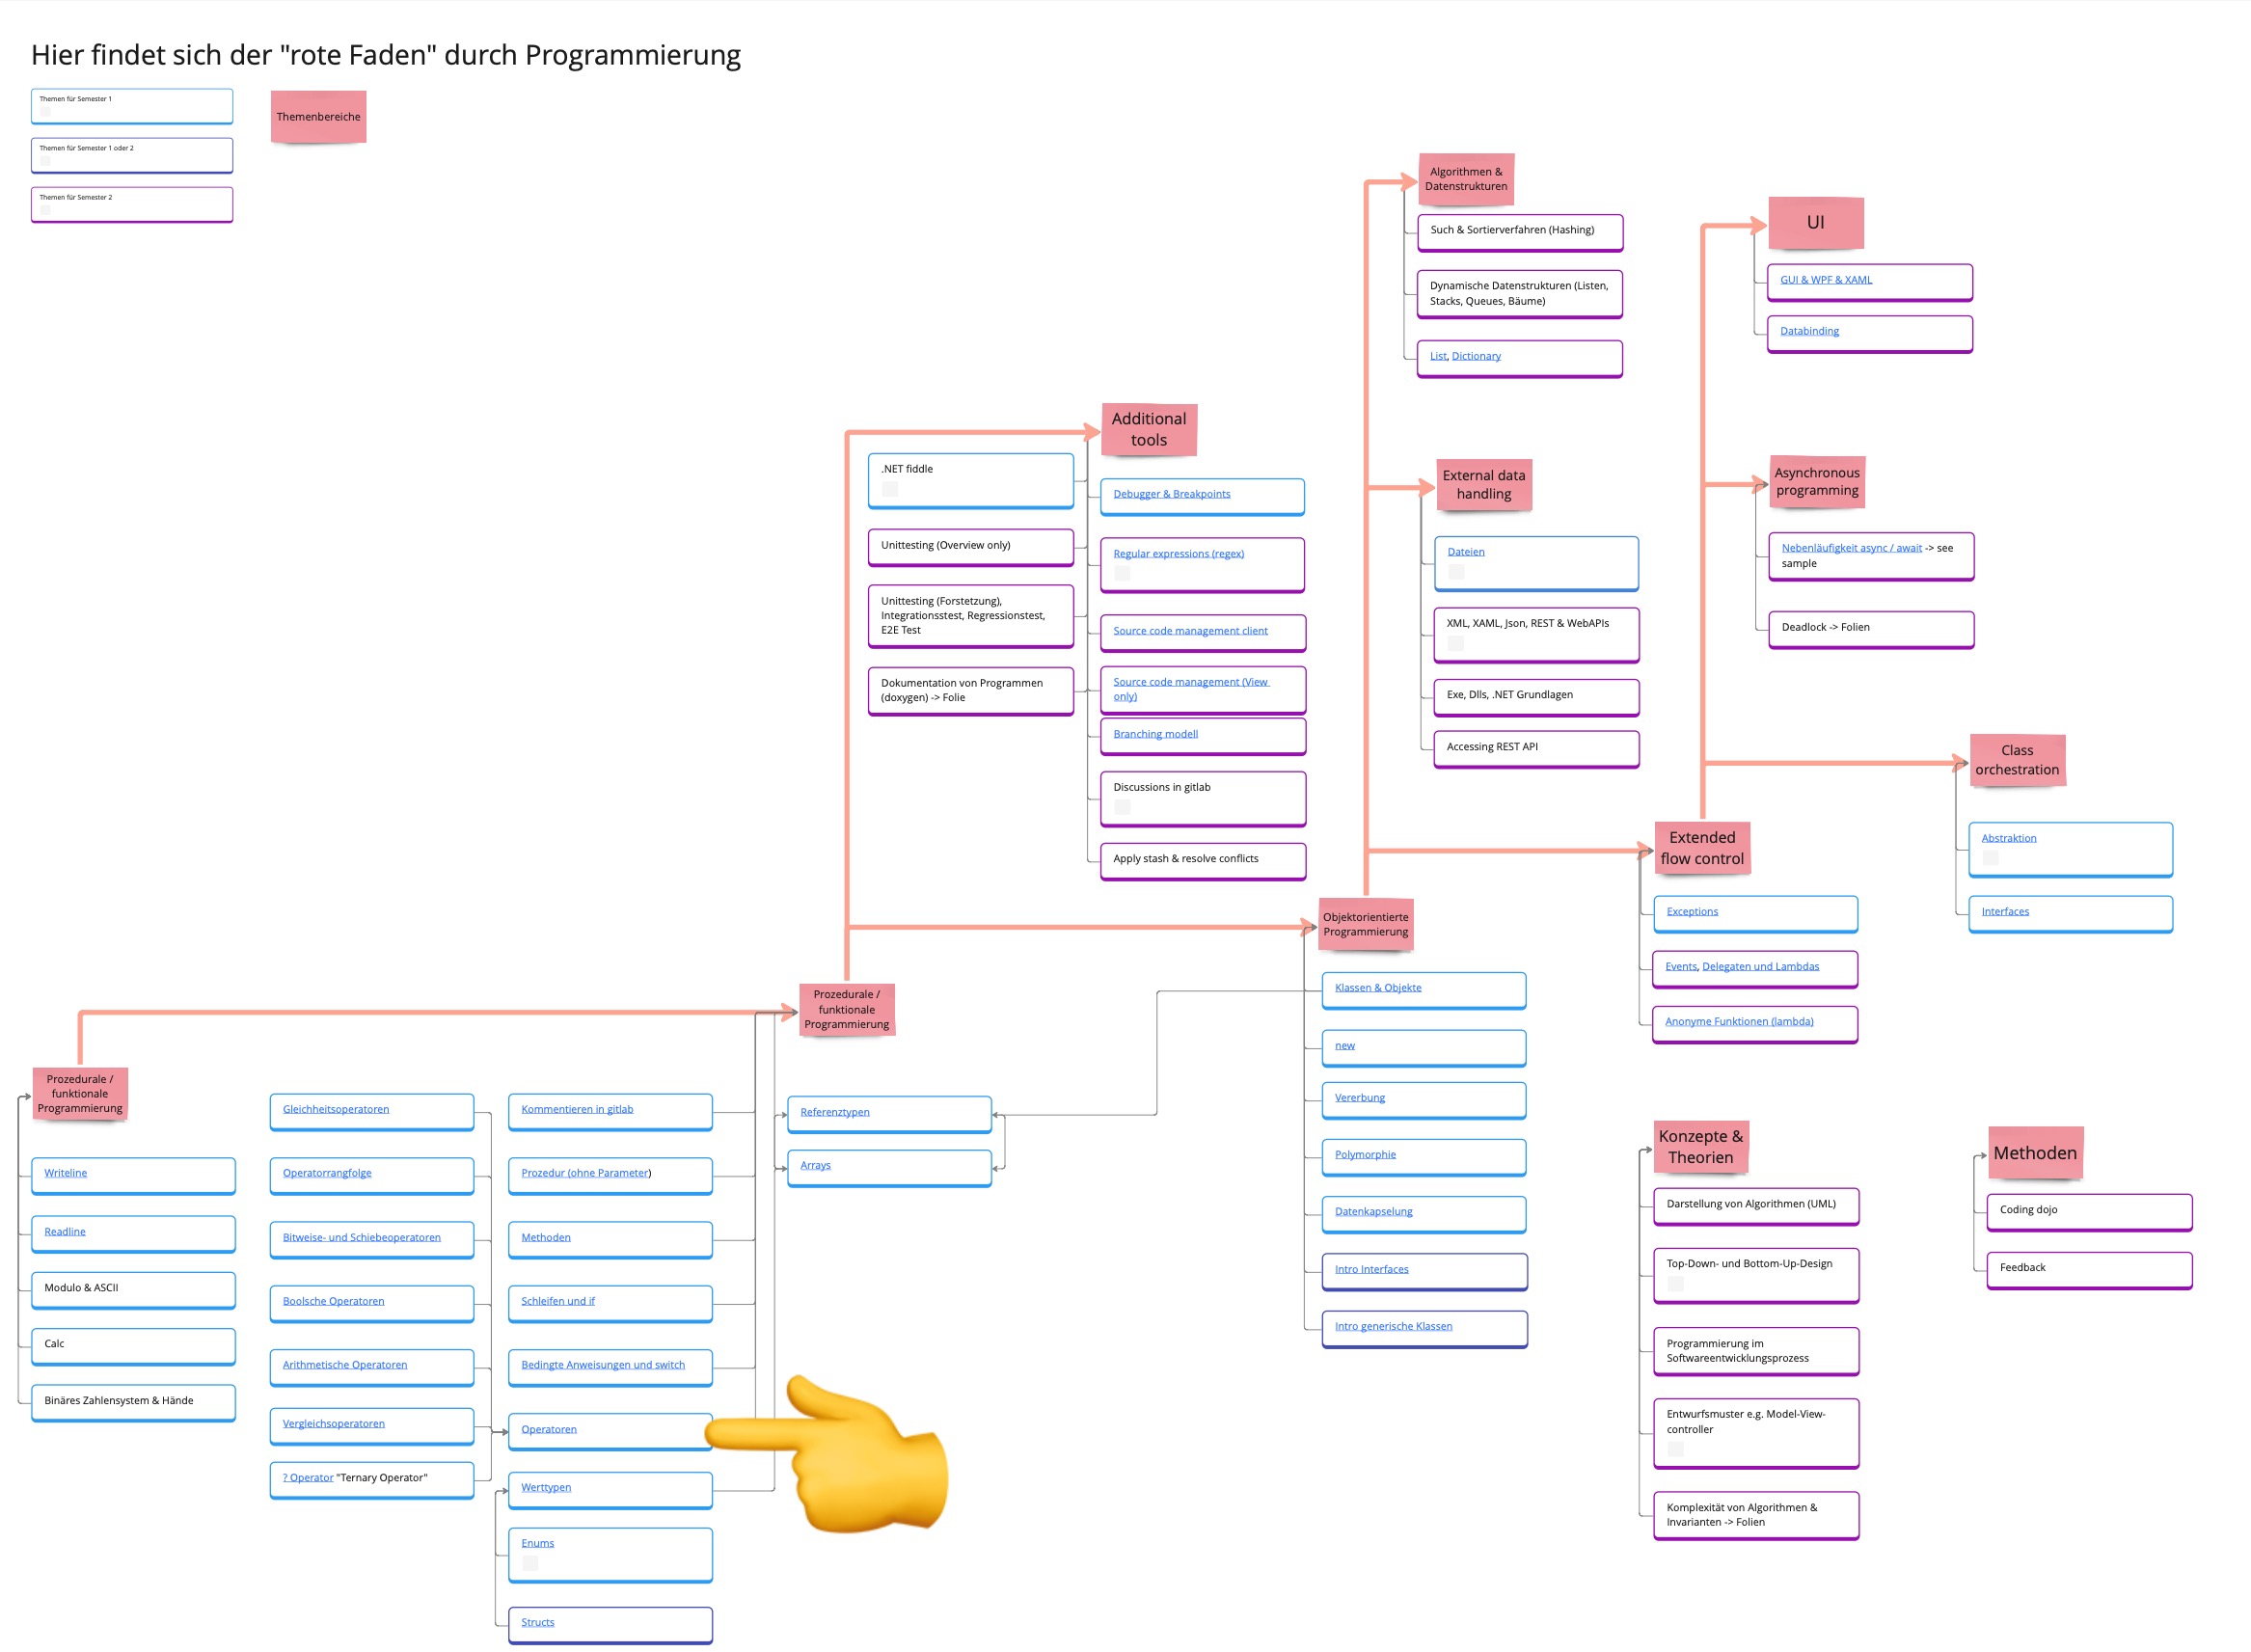 Hier findet sich der "rote Faden" durch Programmierung
Themen für Semester 1
Themen für Semester 1 oder 2
Themen für Semester 2
Themenbereiche
Prozedurale /
funktionale
Programmierung
Writeline
Readline
Modulo & ASCII
Calc
Binäres Zahlensystem & Hände
Gleichheitsoperatoren
Operatorrangfolge
Bitweise- und Schiebeoperatoren
Boolsche Operatoren
Arithmetische Operatoren
Vergleichsoperatoren
? Operator "Ternary Operator"
Kommentieren in gitlab
Prozedur (ohne Parameter)
Methoden
Schleifen und if
Bedingte Anweisungen und switch
Operatoren
Werttypen
Enums
Structs
Prozedurale /
funktionale
Programmierung
Referenztypen
Arrays
Additional
tools
.NET fiddle
Unittesting (Overview only)
Unittesting (Forstetzung),
Integrationsstest, Regressionstest,
E2E Test
Dokumentation von Programmen
(doxygen) -> Folie
Debugger & Breakpoints
Regular expressions (regex)
Source code management client
Source code management (View
only)
Branching modell
Discussions in gitlab
Apply stash & resolve conflicts
Objektorientierte
Programmierung
Klassen & Objekte
new
Vererbung
Polymorphie
Datenkapselung
Intro Interfaces
Intro generische Klassen
Algorithmen &
Datenstrukturen
Such & Sortierverfahren (Hashing)
Dynamische Datenstrukturen (Listen,
Stacks, Queues, Bäume)
List, Dictionary
External data
handling
Dateien
XML, XAML, Json, REST & WebAPIs
Exe, Dlls, .NET Grundlagen
Accessing REST API
Extended
flow control
Exceptions
Events, Delegaten und Lambdas
Anonyme Funktionen (lambda)
UI
GUI & WPF & XAML
Databinding
Asynchronous
programming
Nebenläufigkeit async / await -> see
sample
Deadlock -> Folien
Class
orchestration
Abstraktion
Interfaces
Konzepte &
Theorien
Darstellung von Algorithmen (UML)
Top-Down- und Bottom-Up-Design
Programmierung im
Softwareentwicklungsprozess
Entwurfsmuster e.g. Model-View-
controller
Komplexität von Algorithmen &
Invarianten -> Folien
Methoden
Coding dojo
Feedback